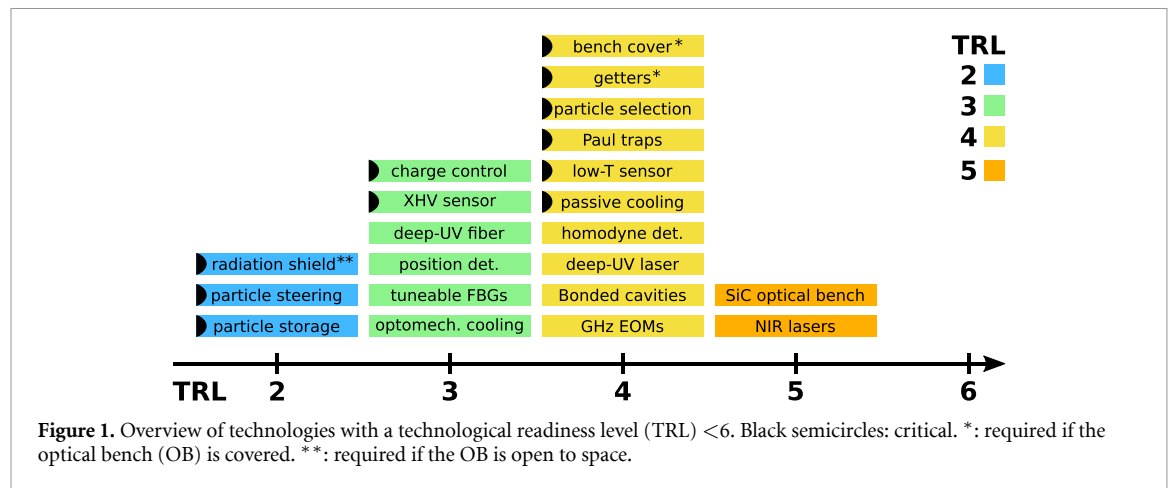 bench cover*
getters*
particle selection
Paul traps
charge control
low-T sensor
XHV sensor
passive cooling
deep-UV fiber
homodyne det.
radiation shield**
position det.
deep-UV laser
particle steering
tuneable FBGs
Bonded cavities
SiC optical bench
particle storage
optomech. cooling
GHz EOMs
NIR lasers
TRL
2
3
4
5
TRL 2 3 4 5 6
Figure 1. Overview of technologies with a technological readiness level (TRL) <6. Black semicircles: critical. *: required if the
optical bench (OB) is covered. **: required if the OB is open to space.